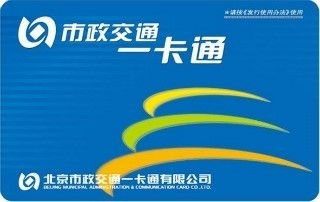 市政交通
一卡通
★请按《发行使用办法》使用
北京市政交通一卡通有限公司
BEIJING MUNICIPAL ADMINISTRATION & COMMUNICATION CARD CO.,LTD.